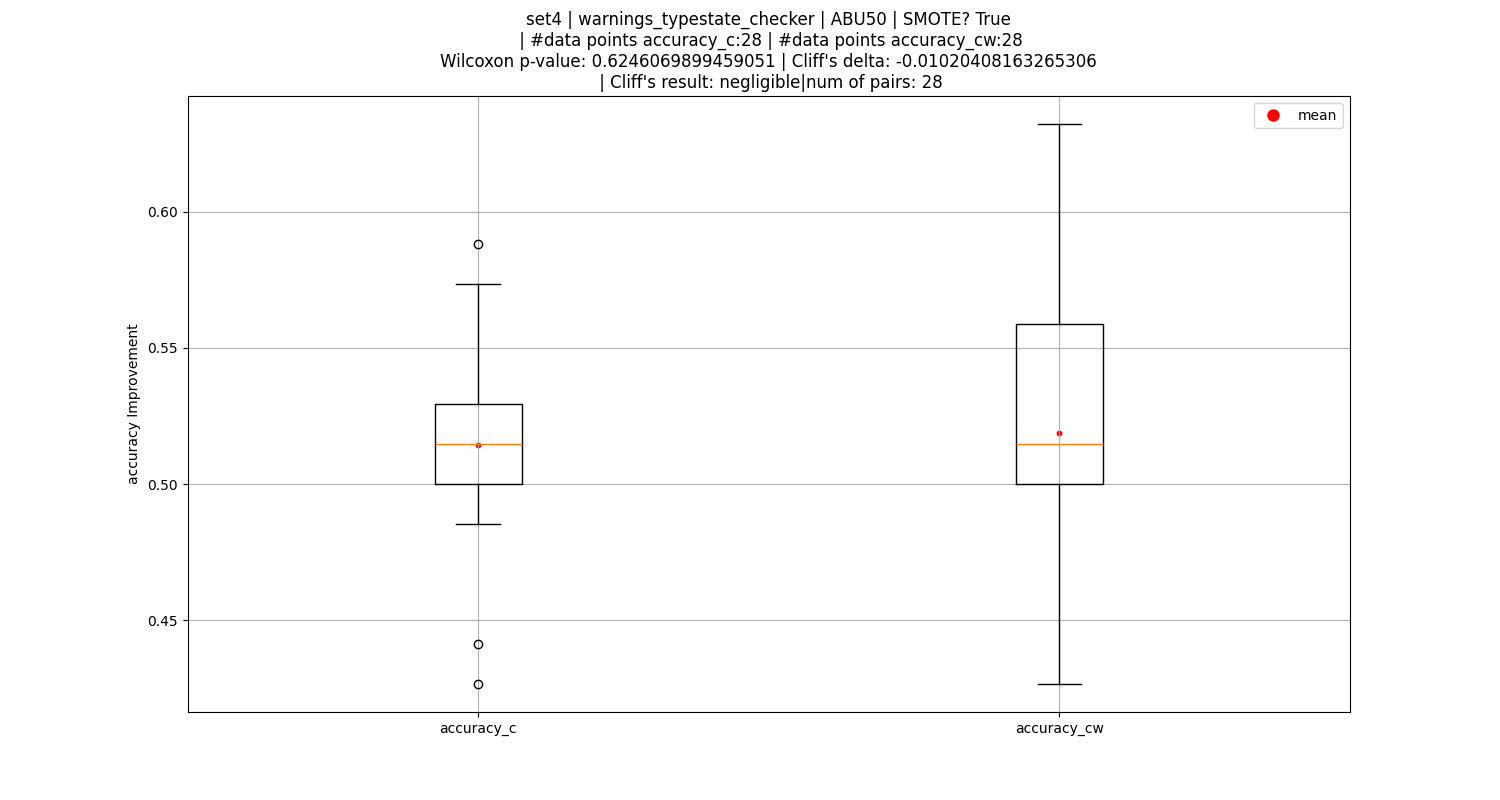 set4 | warnings_typestate_checker | ABU50 | SMOTE? True
| #data points accuracy_c:28 | #data points accuracy_cw:28
Wilcoxon p-value: 0.6246069899459051 | Cliff's delta: -0.01020408163265306
| Cliff's result: negligible|num of pairs: 28
mean
0.60
0.55
0.50
0.45
accuracy Improvement
accuracy_c
accuracy_cw